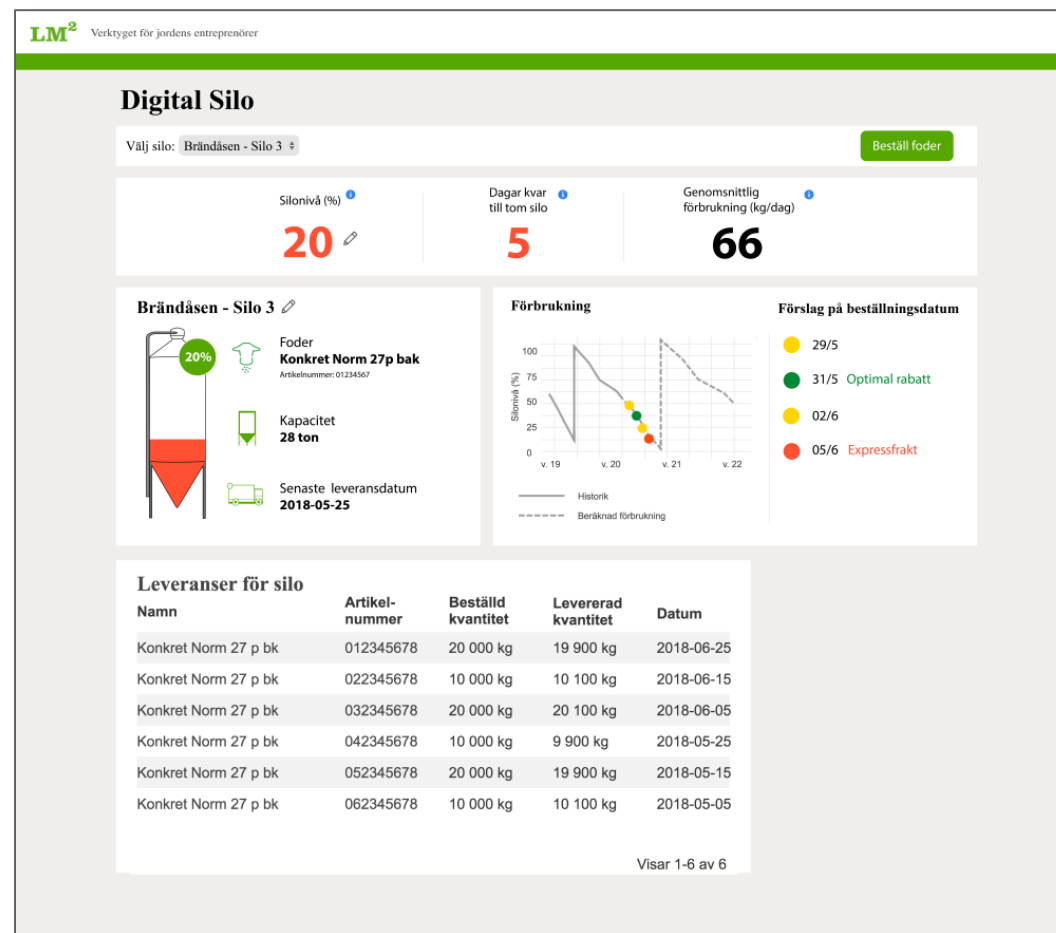 LM² Verktyget för jordens entreprenörer
Digital Silo
Välj silo: Brändåsen - Silo 3
Beställ foder
Silonivå (%)
20
Dagar kvar
till tom silo
5
Genomsnittlig
förbrukning (kg/dag)
66
Brändåsen - Silo 3
20%
Foder
Konkret Norm 27p bak
Artikelnummer: 01234567
Kapacitet
28 ton
Senaste leveransdatum
2018-05-25
Förbrukning
Silonivå (%)
100
75
50
25
0
v. 19 v. 20 v. 21 v. 22
Historik
Beräknad förbrukning
Förslag på beställningsdatum
29/5
31/5 Optimal rabatt
02/6
05/6 Expressfrakt
Leveranser för silo
Namn Artikel-nummer Beställd kvantitet Levererad kvantitet Datum
Konkret Norm 27 p bk 012345678 20 000 kg 19 900 kg 2018-06-25
Konkret Norm 27 p bk 022345678 10 000 kg 10 100 kg 2018-06-15
Konkret Norm 27 p bk 032345678 20 000 kg 20 100 kg 2018-06-05
Konkret Norm 27 p bk 042345678 10 000 kg 9 900 kg 2018-05-25
Konkret Norm 27 p bk 052345678 20 000 kg 19 900 kg 2018-05-15
Konkret Norm 27 p bk 062345678 10 000 kg 10 100 kg 2018-05-05
Visar 1-6 av 6